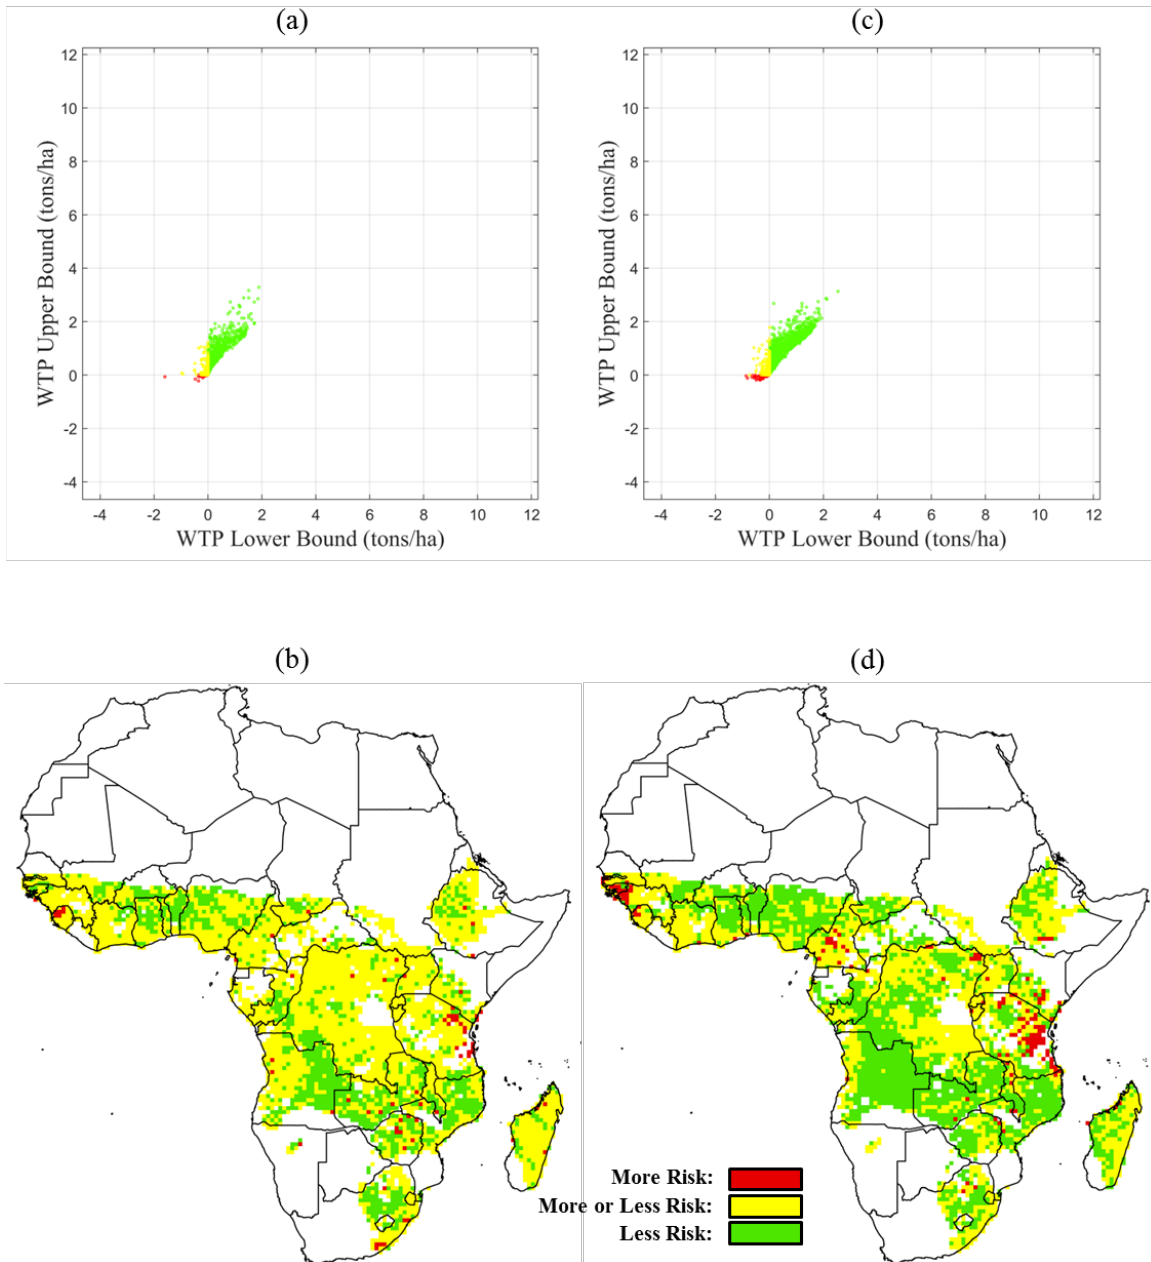 (a)
(c)
12
10
8
6
4
2
0
-2
-4
WTP Upper Bound (tons/ha)
-4 -2 0 2 4 6 8 10 12
WTP Lower Bound (tons/ha)
12
10
8
6
4
2
0
-2
-4
WTP Upper Bound (tons/ha)
-4 -2 0 2 4 6 8 10 12
WTP Lower Bound (tons/ha)
(b)
(d)
More Risk:
More or Less Risk:
Less Risk: